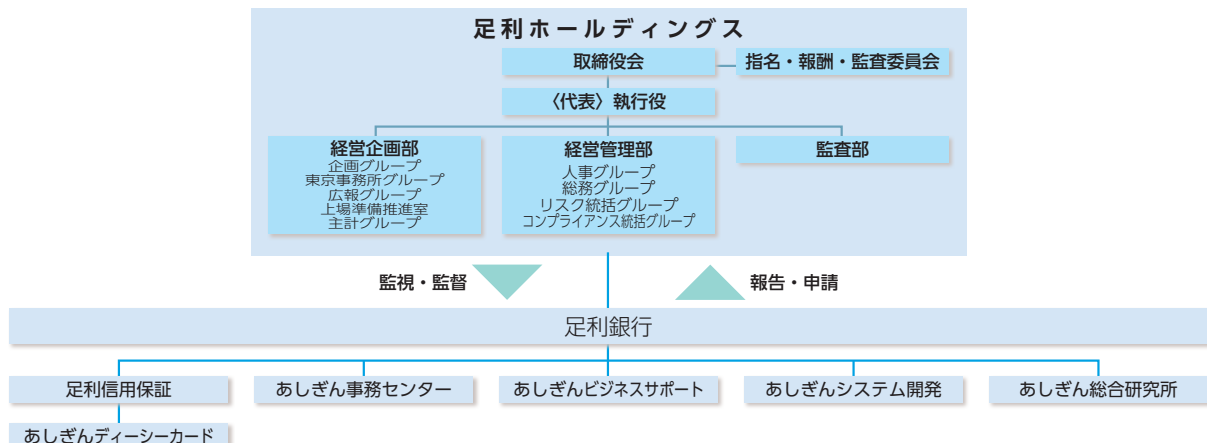 足利ホールディングス
取締役会
指名・報酬・監査委員会
〈代表〉執行役
経営企画部
企画グループ
東京事務所グループ
広報グループ
上場準備推進室
主計グループ
経営管理部
人事グループ
総務グループ
リスク統括グループ
コンプライアンス統括グループ
監査部
監視・監督
報告・申請
足利銀行
足利信用保証
あしぎん事務センター
あしぎんビジネスサポート
あしぎんシステム開発
あしぎん総合研究所
あしぎんディーシーカード